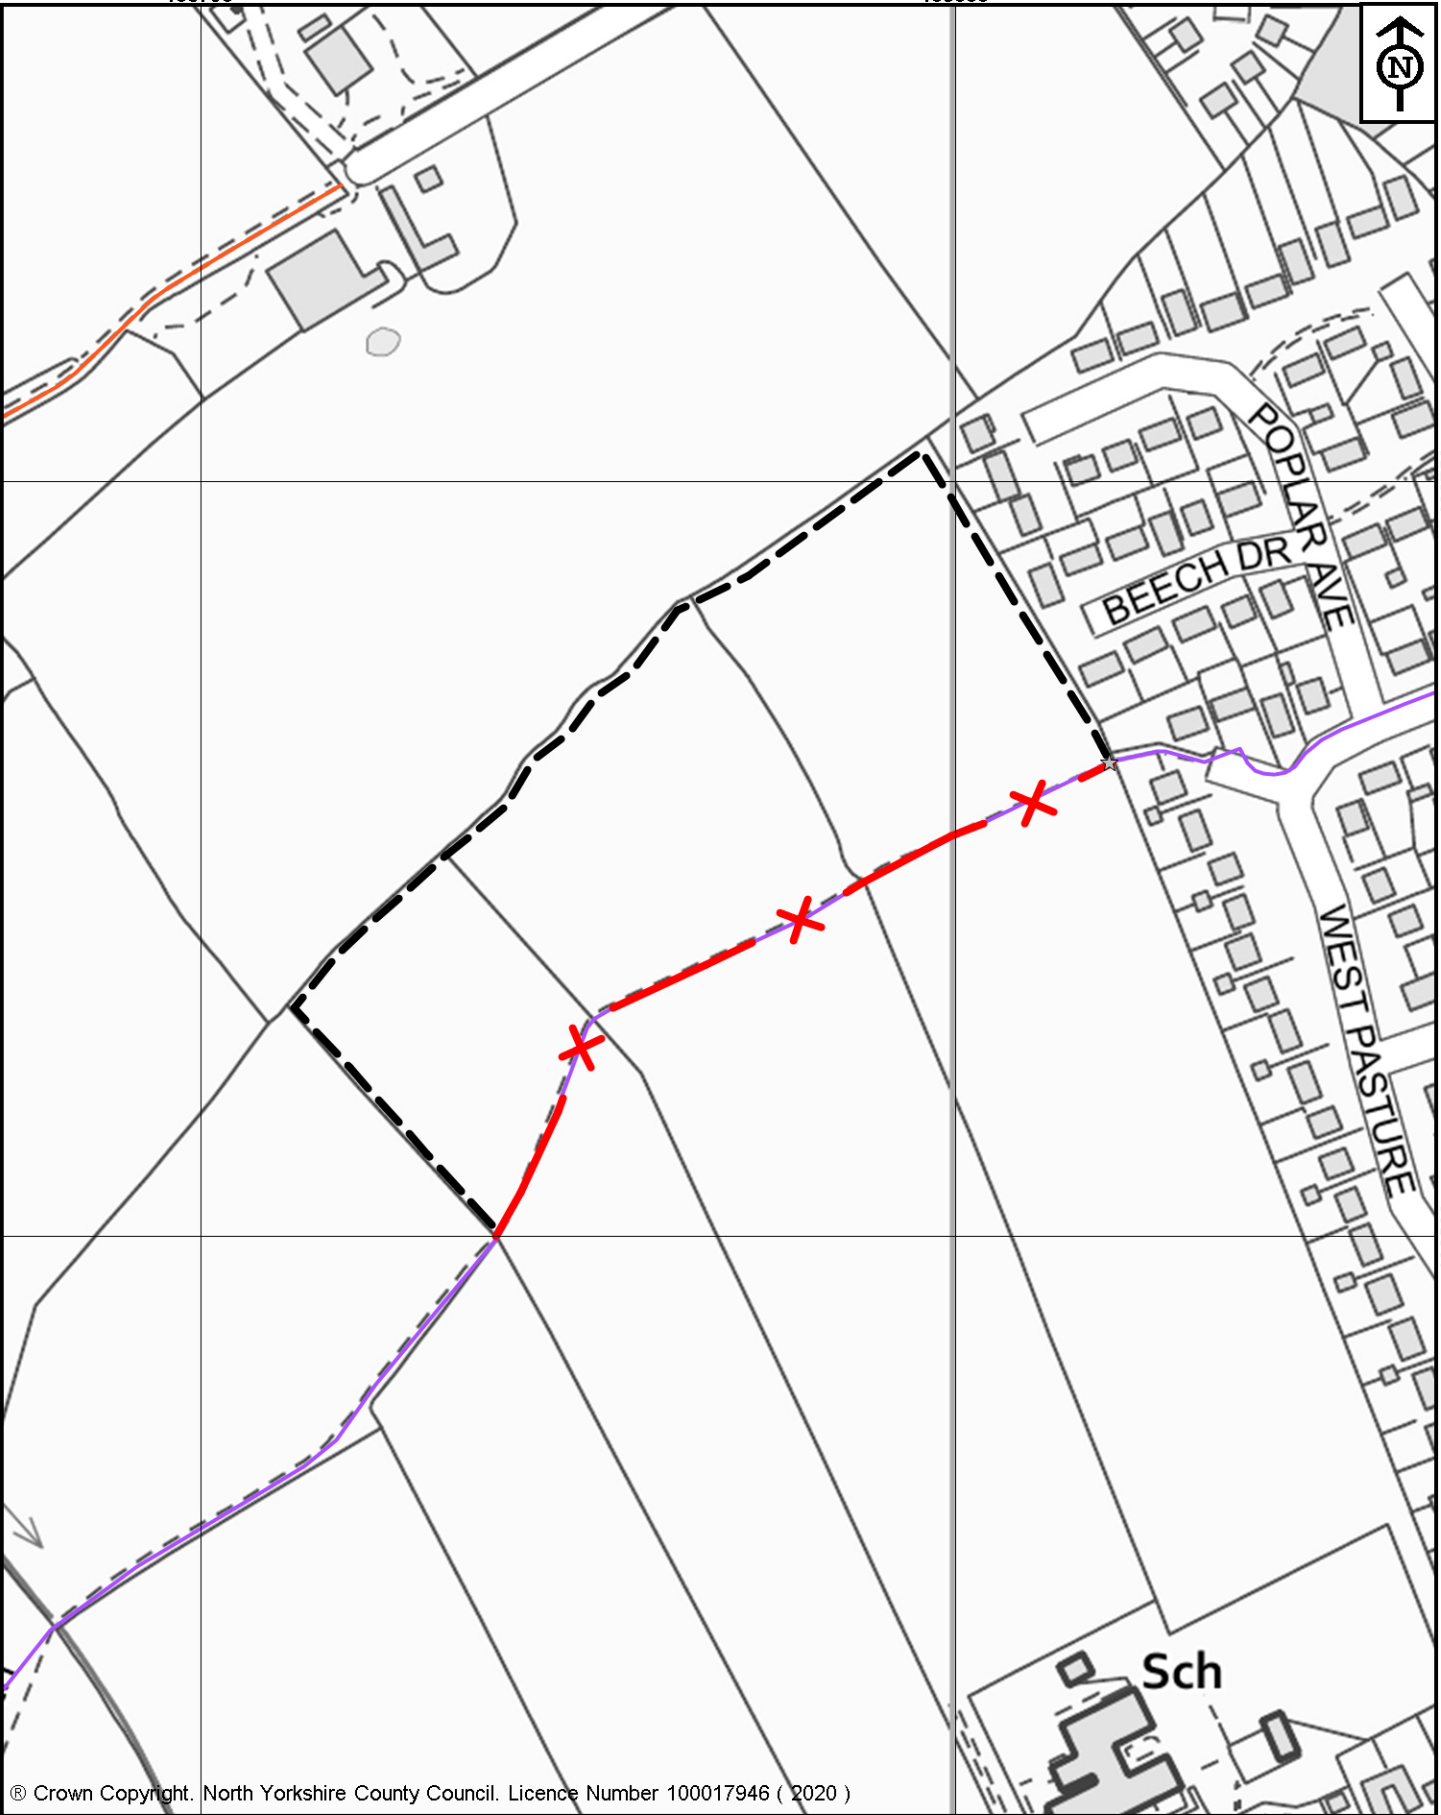 N
POPLAR AVE
BEECH DR
WEST PASTURE
Sch
® Crown Copyright. North Yorkshire County Council. Licence Number 100017946 ( 2020 )